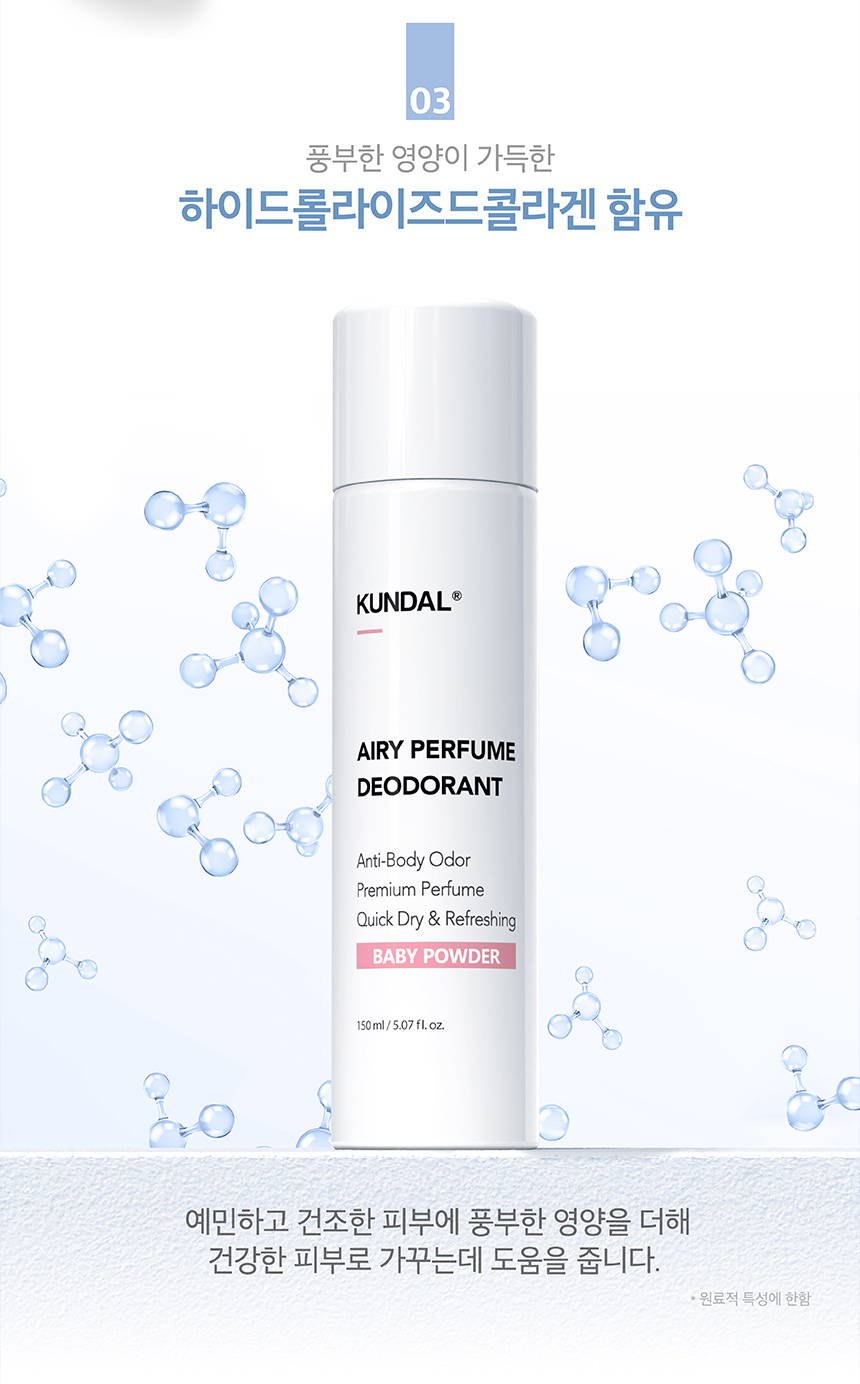 03
풍부한 영양이 가득한
하이드롤라이즈드콜라겐 함유
KUNDAL®
AIRY PERFUME
DEODORANT
Anti-Body Odor
Premium Perfume
Quick Dry & Refreshing
BABY POWDER
150 ml / 5.07 fl. oz.
예민하고 건조한 피부에 풍부한 영양을 더해
건강한 피부로 가꾸는데 도움을 줍니다.
* 원료적 특성에 한함